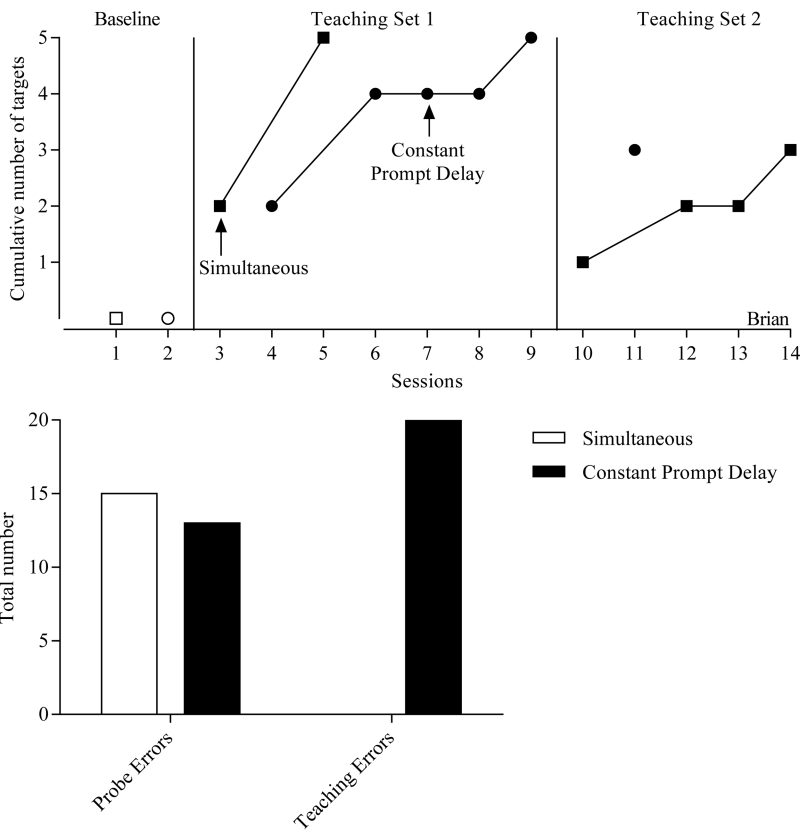 Baseline
Teaching Set 1
Teaching Set 2
Cumulative number of targets
5
4
3
2
1
Constant
Prompt Delay
Simultaneous
Brian
1 2 3 4 5 6 7 8 9 10 11 12 13 14
Sessions
Total number
20
15
10
5
0
Simultaneous
Constant Prompt Delay
Probe Errors
Teaching Errors